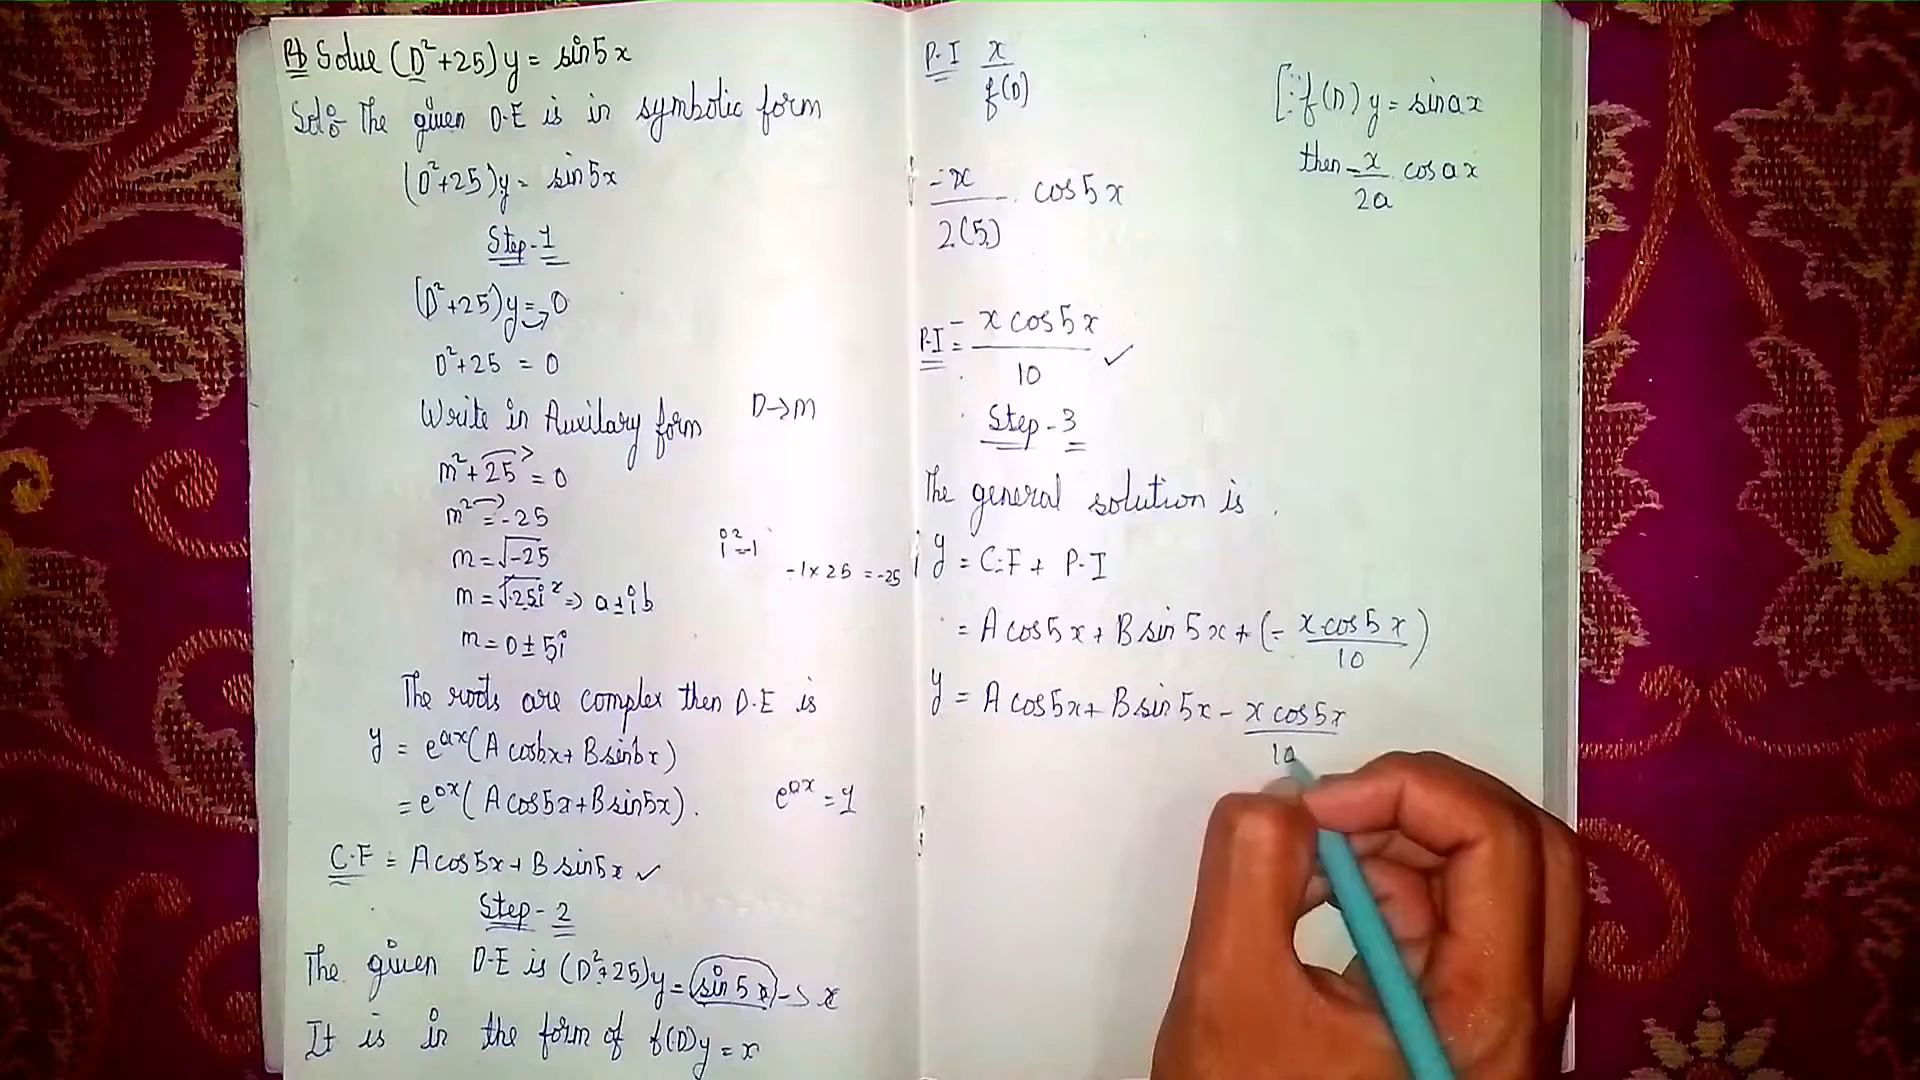 Pb Solve (D²+25)y = sin5x
Sol:- The given D.E is in symbolic form
(D²+25)y = sin5x
Step-1
(D²+25)y = 0
D²+25 = 0
Write in Auxilary form D→m
m²+25 = 0
m² = -25
m = √-25
i² = -1
-1×25 = -25
m = √25i² ⇒ a±ib
m = 0±5i
The roots are complex then D.E is
y = e^ax(A cosbx + B sinbx)
= e^0x(A cos5x + B sin5x). e^0x = 1
C.F = A cos5x + B sin5x ✓
Step-2
The given D.E is (D²+25)y = sin5x → x
It is in the form of f(D)y = x
P.I x/f(D)
[∵ f(D)y = sinax
then -x/2a . cosax
-x/2(5) . cos5x
P.I = - x cos5x/10 ✓
Step-3
The general solution is .
y = C.F + P.I
= A cos5x + B sin5x + (- x.cos5x/10)
y = A cos5x + B sin5x - x cos5x/10